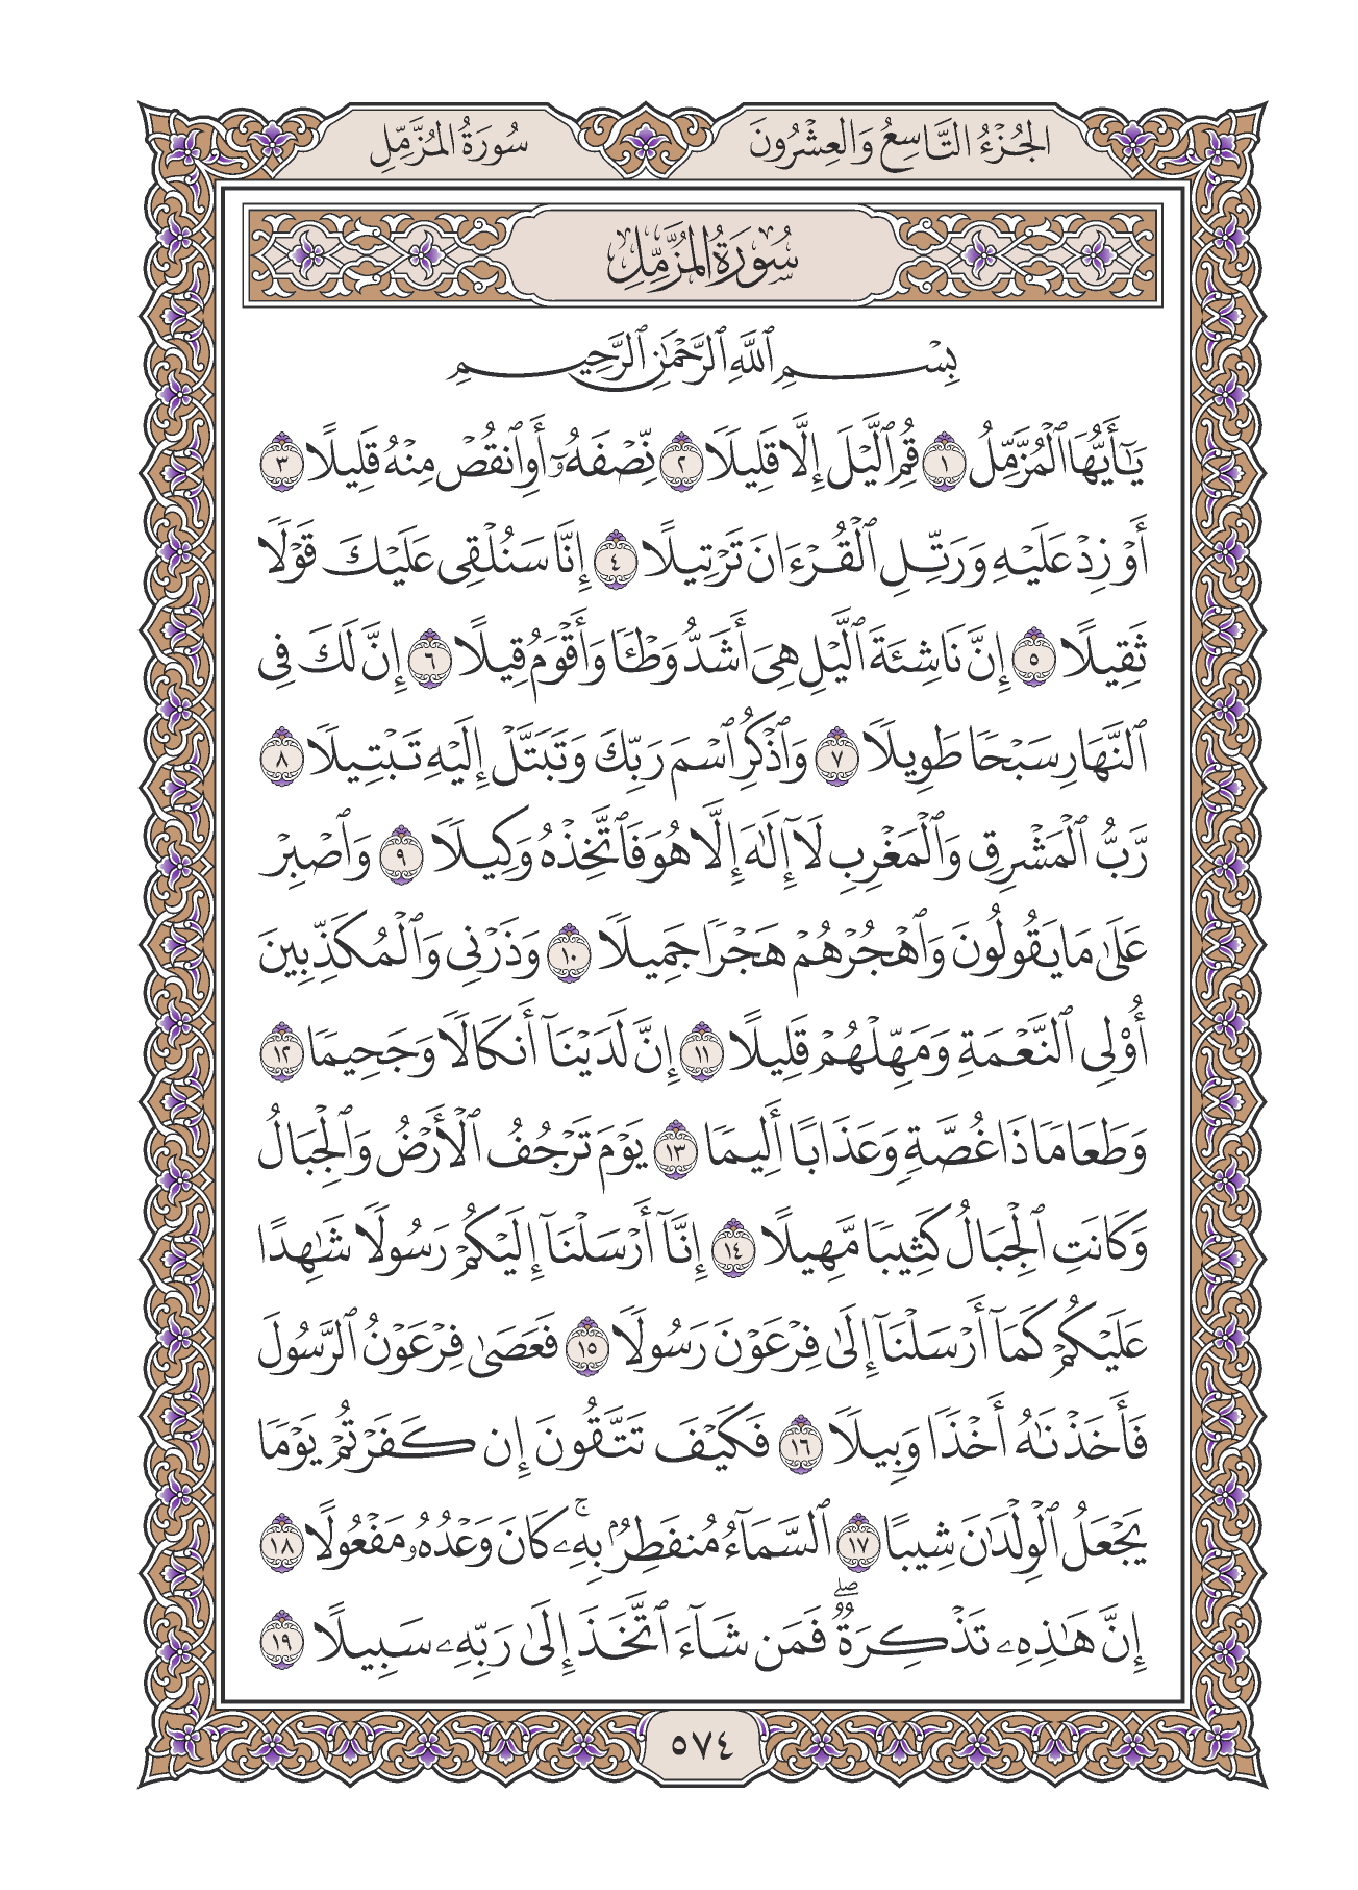 الجُزْءُ التَّاسِعُ وَالعِشْرُونَ
سُورَةُ المُزَّمِّلِ
سُورَةُ المُزَّمِّلِ
بِسْمِ ٱللَّهِ ٱلرَّحْمَٰنِ ٱلرَّحِيمِ
يَٰٓأَيُّهَا ٱلْمُزَّمِّلُ ١ قُمِ ٱلَّيْلَ إِلَّا قَلِيلًا ٢ نِّصْفَهُۥٓ أَوِ ٱنقُصْ مِنْهُ قَلِيلًا ٣
أَوْ زِدْ عَلَيْهِ وَرَتِّلِ ٱلْقُرْءَانَ تَرْتِيلًا ٤ إِنَّا سَنُلْقِى عَلَيْكَ قَوْلًا
ثَقِيلًا ٥ إِنَّ نَاشِئَةَ ٱلَّيْلِ هِىَ أَشَدُّ وَطْـًٔا وَأَقْوَمُ قِيلًا ٦ إِنَّ لَكَ فِى
ٱلنَّهَارِ سَبْحًا طَوِيلًا ٧ وَٱذْكُرِ ٱسْمَ رَبِّكَ وَتَبَتَّلْ إِلَيْهِ تَبْتِيلًا ٨
رَّبُّ ٱلْمَشْرِقِ وَٱلْمَغْرِبِ لَآ إِلَٰهَ إِلَّا هُوَ فَٱتَّخِذْهُ وَكِيلًا ٩ وَٱصْبِرْ
عَلَىٰ مَا يَقُولُونَ وَٱهْجُرْهُمْ هَجْرًا جَمِيلًا ١٠ وَذَرْنِى وَٱلْمُكَذِّبِينَ
أُو۟لِى ٱلنَّعْمَةِ وَمَهِّلْهُمْ قَلِيلًا ١١ إِنَّ لَدَيْنَآ أَنكَالًا وَجَحِيمًا ١٢
وَطَعَامًا ذَا غُصَّةٍ وَعَذَابًا أَلِيمًا ١٣ يَوْمَ تَرْجُفُ ٱلْأَرْضُ وَٱلْجِبَالُ
وَكَانَتِ ٱلْجِبَالُ كَثِيبًا مَّهِيلًا ١٤ إِنَّآ أَرْسَلْنَآ إِلَيْكُمْ رَسُولًا شَٰهِدًا
عَلَيْكُمْ كَمَآ أَرْسَلْنَآ إِلَىٰ فِرْعَوْنَ رَسُولًا ١٥ فَعَصَىٰ فِرْعَوْنُ ٱلرَّسُولَ
فَأَخَذْنَٰهُ أَخْذًا وَبِيلًا ١٦ فَكَيْفَ تَتَّقُونَ إِن كَفَرْتُمْ يَوْمًا
يَجْعَلُ ٱلْوِلْدَٰنَ شِيبًا ١٧ ٱلسَّمَآءُ مُنفَطِرٌۢ بِهِۦ ۚ كَانَ وَعْدُهُۥ مَفْعُولًا ١٨
إِنَّ هَٰذِهِۦ تَذْكِرَةٌ ۖ فَمَن شَآءَ ٱتَّخَذَ إِلَىٰ رَبِّهِۦ سَبِيلًا ١٩
٥٧٤